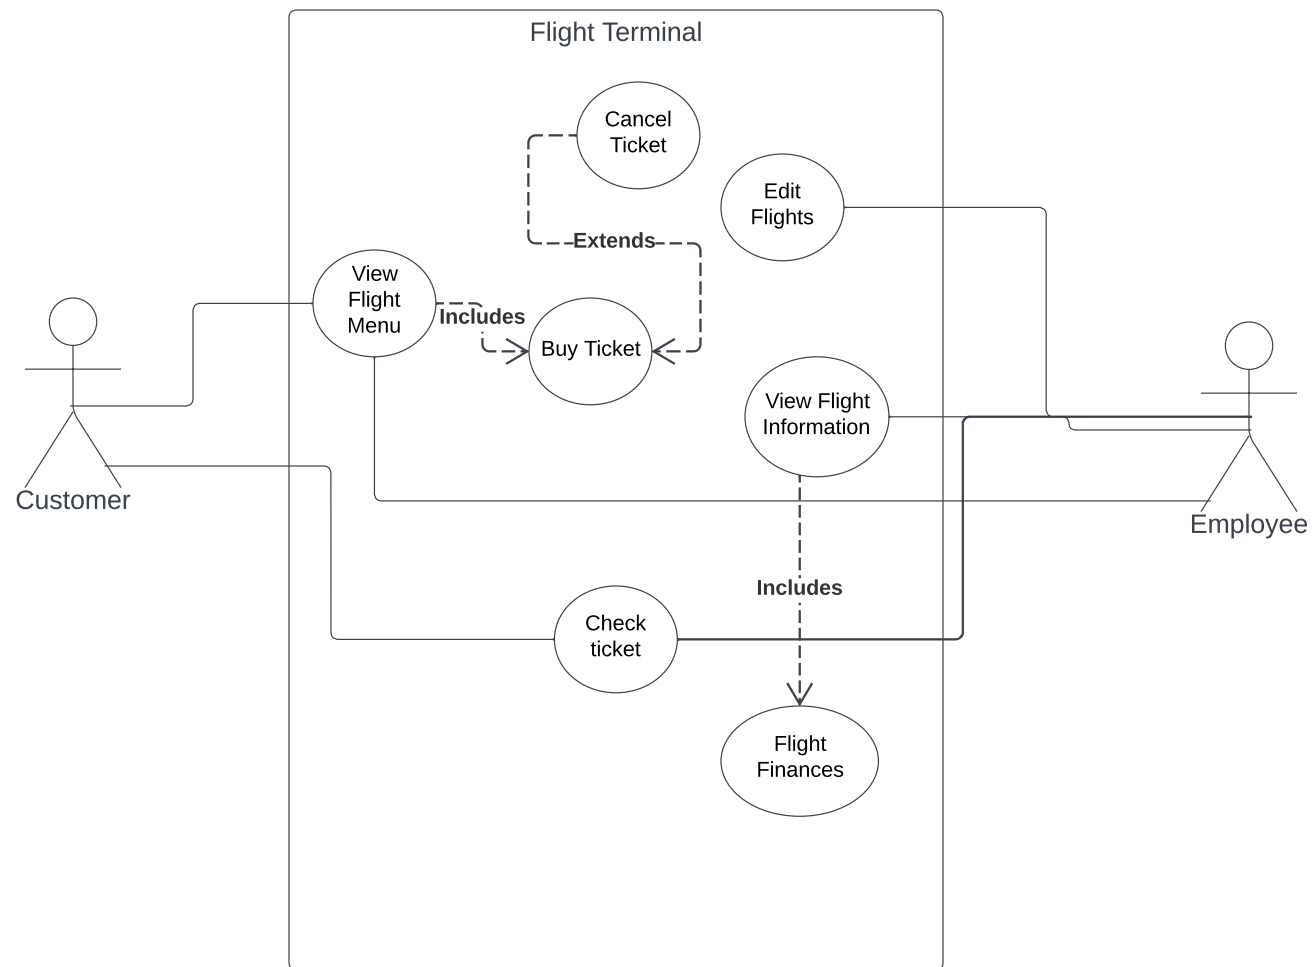 Flight Terminal
Cancel
Ticket
Edit
Flights
Extends
View
Flight
Menu
Includes
Buy Ticket
View Flight
Information
Customer
Employee
Includes
Check
ticket
Flight
Finances